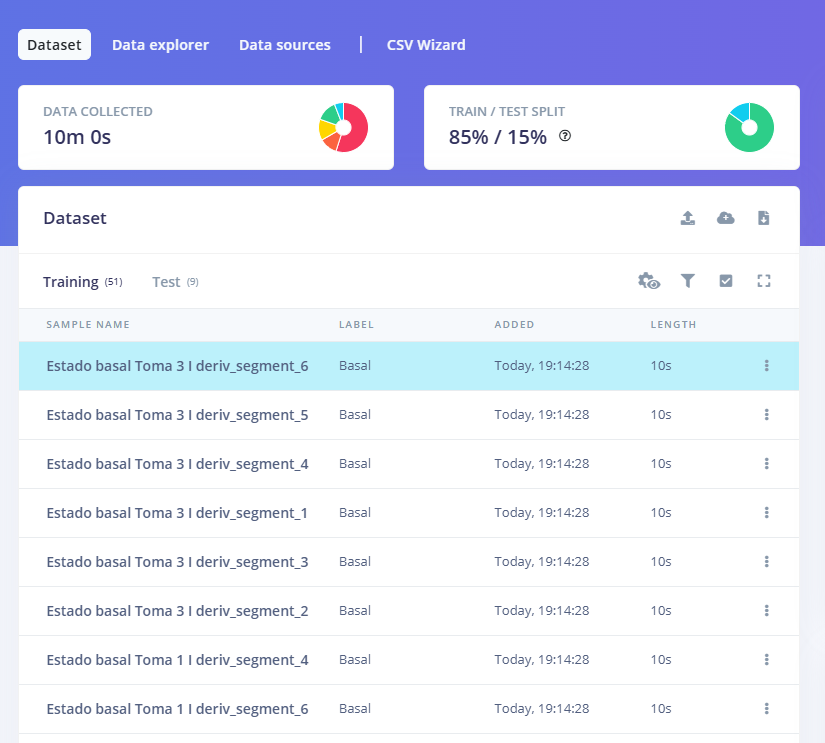 Dataset Data explorer Data sources | CSV Wizard
DATA COLLECTED
10m 0s
TRAIN / TEST SPLIT
85% / 15% ?
Dataset
Training (51) Test (9)
SAMPLE NAME LABEL ADDED LENGTH
Estado basal Toma 3 I deriv_segment_6 Basal Today, 19:14:28 10s
Estado basal Toma 3 I deriv_segment_5 Basal Today, 19:14:28 10s
Estado basal Toma 3 I deriv_segment_4 Basal Today, 19:14:28 10s
Estado basal Toma 3 I deriv_segment_1 Basal Today, 19:14:28 10s
Estado basal Toma 3 I deriv_segment_3 Basal Today, 19:14:28 10s
Estado basal Toma 3 I deriv_segment_2 Basal Today, 19:14:28 10s
Estado basal Toma 1 I deriv_segment_4 Basal Today, 19:14:28 10s
Estado basal Toma 1 I deriv_segment_6 Basal Today, 19:14:28 10s